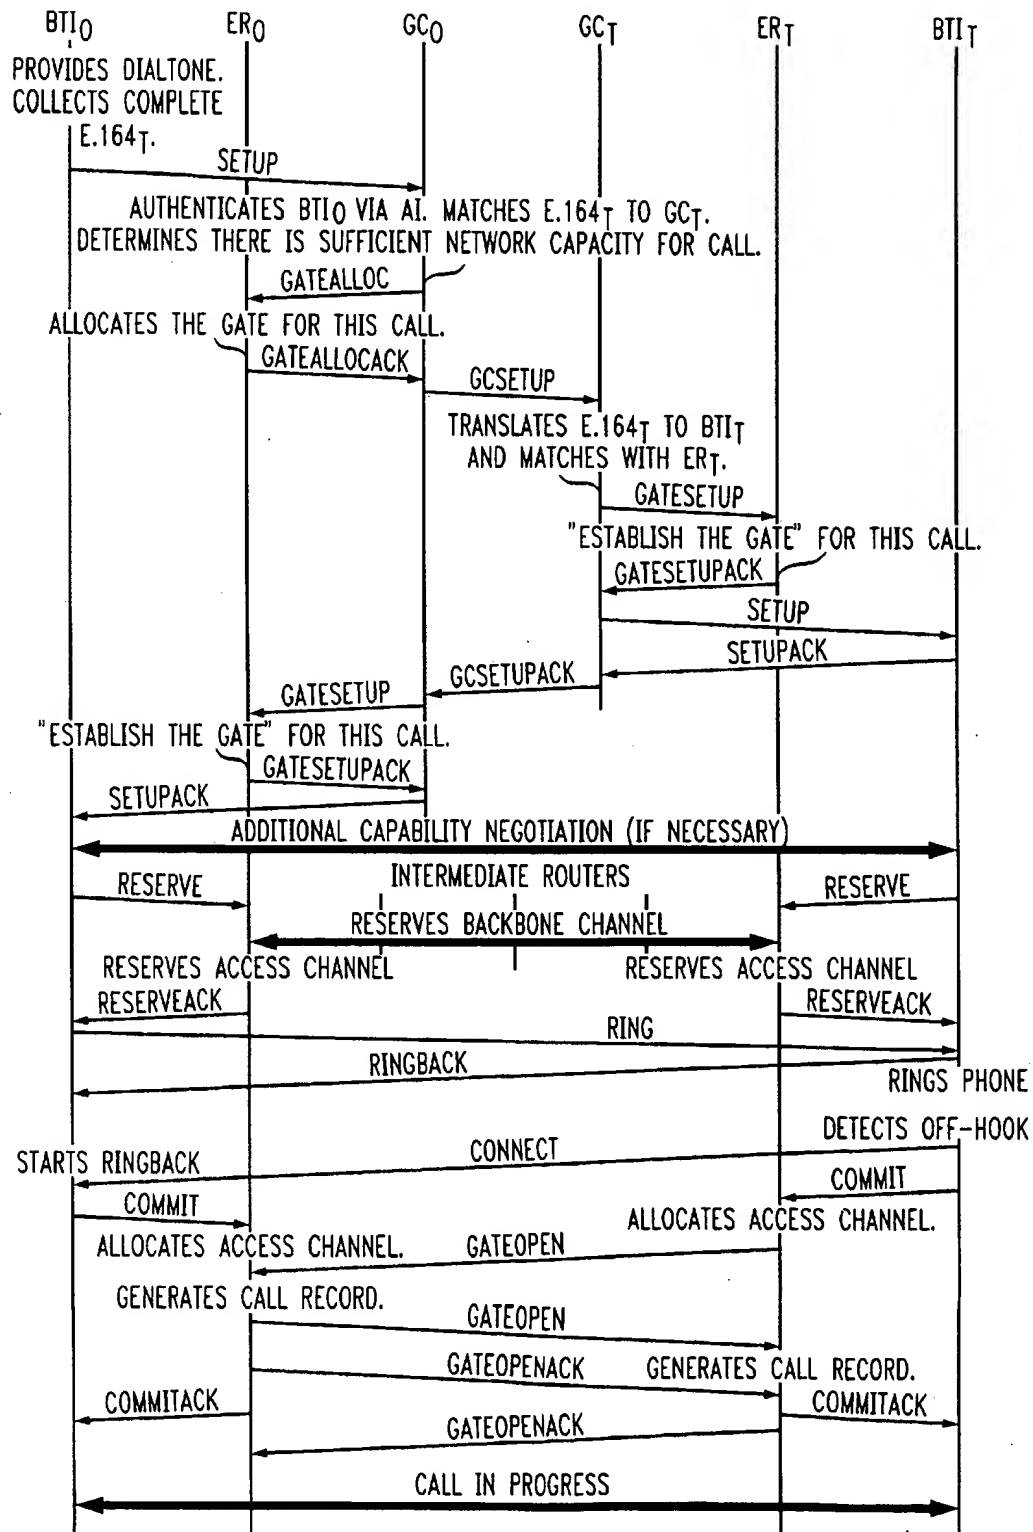 BTIO ERO GCO GCT ERT BTIT
PROVIDES DIALTONE.
COLLECTS COMPLETE
E.164T.
SETUP
AUTHENTICATES BTIO VIA AI. MATCHES E.164T TO GCT.
DETERMINES THERE IS SUFFICIENT NETWORK CAPACITY FOR CALL.
GATEALLOC
ALLOCATES THE GATE FOR THIS CALL.
GATEALLOCACK
GCSETUP
TRANSLATES E.164T TO BTIT
AND MATCHES WITH ERT.
GATESETUP
"ESTABLISH THE GATE" FOR THIS CALL.
GATESETUPACK
SETUP
SETUPACK
GCSETUPACK
GATESETUP
"ESTABLISH THE GATE" FOR THIS CALL.
GATESETUPACK
SETUPACK
ADDITIONAL CAPABILITY NEGOTIATION (IF NECESSARY)
RESERVE INTERMEDIATE ROUTERS RESERVE
RESERVES BACKBONE CHANNEL
RESERVES ACCESS CHANNEL RESERVES ACCESS CHANNEL
RESERVEACK RESERVEACK
RING
RINGBACK
RINGS PHONE
DETECTS OFF-HOOK
STARTS RINGBACK CONNECT
COMMIT
COMMIT
ALLOCATES ACCESS CHANNEL.
ALLOCATES ACCESS CHANNEL. GATEOPEN
GENERATES CALL RECORD.
GATEOPEN
GATEOPENACK GENERATES CALL RECORD.
COMMITACK COMMITACK
GATEOPENACK
CALL IN PROGRESS